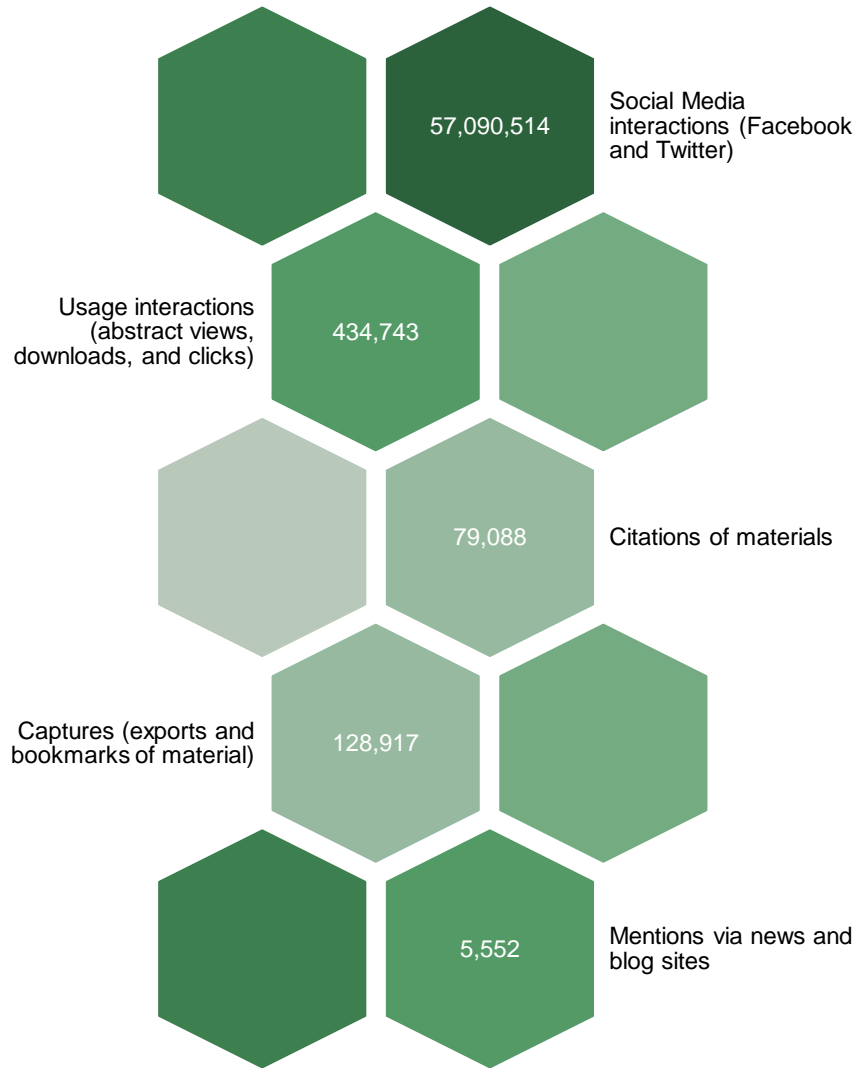 57,090,514
Social Media
interactions (Facebook
and Twitter)
Usage interactions
(abstract views,
downloads, and clicks)
434,743
79,088
Citations of materials
Captures (exports and
bookmarks of material)
128,917
5,552
Mentions via news and
blog sites